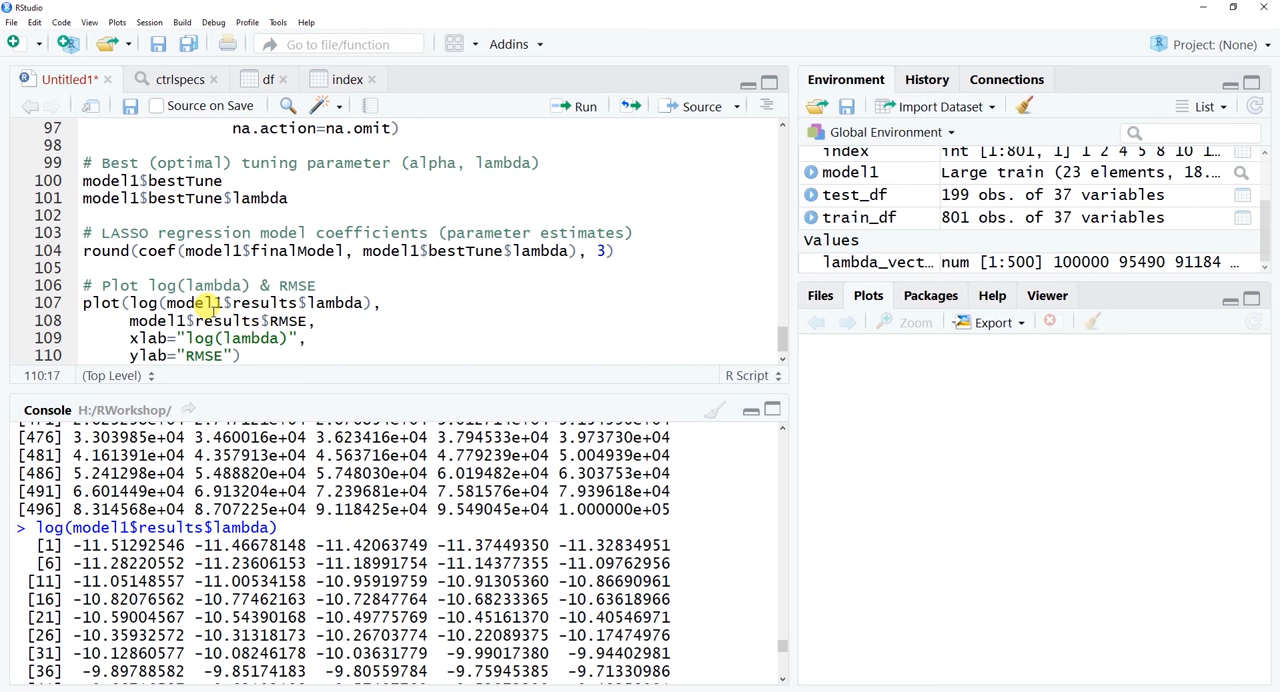 RStudio
File Edit Code View Plots Session Build Debug Profile Tools Help
Go to file/function Addins Project: (None)
Untitled1* ctrlspecs df index
Source on Save Run Source
97 na.action=na.omit)
98
99 # Best (optimal) tuning parameter (alpha, lambda)
100 model1$bestTune
101 model1$bestTune$lambda
102
103 # LASSO regression model coefficients (parameter estimates)
104 round(coef(model1$finalModel, model1$bestTune$lambda), 3)
105
106 # Plot log(lambda) & RMSE
107 plot(log(model1$results$lambda),
108 model1$results$RMSE,
109 xlab="log(lambda)",
110 ylab="RMSE")
110:17 (Top Level) R Script
Console H:/RWorkshop/
[476] 3.303985e+04 3.460016e+04 3.623416e+04 3.794533e+04 3.973730e+04
[481] 4.161391e+04 4.357913e+04 4.563716e+04 4.779239e+04 5.004939e+04
[486] 5.241298e+04 5.488820e+04 5.748030e+04 6.019482e+04 6.303753e+04
[491] 6.601449e+04 6.913204e+04 7.239681e+04 7.581576e+04 7.939618e+04
[496] 8.314568e+04 8.707225e+04 9.118425e+04 9.549045e+04 1.000000e+05
> log(model1$results$lambda)
[1] -11.51292546 -11.46678148 -11.42063749 -11.37449350 -11.32834951
[6] -11.28220552 -11.23606153 -11.18991754 -11.14377355 -11.09762956
[11] -11.05148557 -11.00534158 -10.95919759 -10.91305360 -10.86690961
[16] -10.82076562 -10.77462163 -10.72847764 -10.68233365 -10.63618966
[21] -10.59004567 -10.54390168 -10.49775769 -10.45161370 -10.40546971
[26] -10.35932572 -10.31318173 -10.26703774 -10.22089375 -10.17474976
[31] -10.12860577 -10.08246178 -10.03631779 -9.99017380 -9.94402981
[36] -9.89788582 -9.85174183 -9.80559784 -9.75945385 -9.71330986
Environment History Connections
Import Dataset List
Global Environment
index int [1:801, 1] 1 2 4 5 8 10 1…
model1 Large train (23 elements, 18.…
test_df 199 obs. of 37 variables
train_df 801 obs. of 37 variables
Values
lambda_vect… num [1:500] 100000 95490 91184 …
Files Plots Packages Help Viewer
Zoom Export